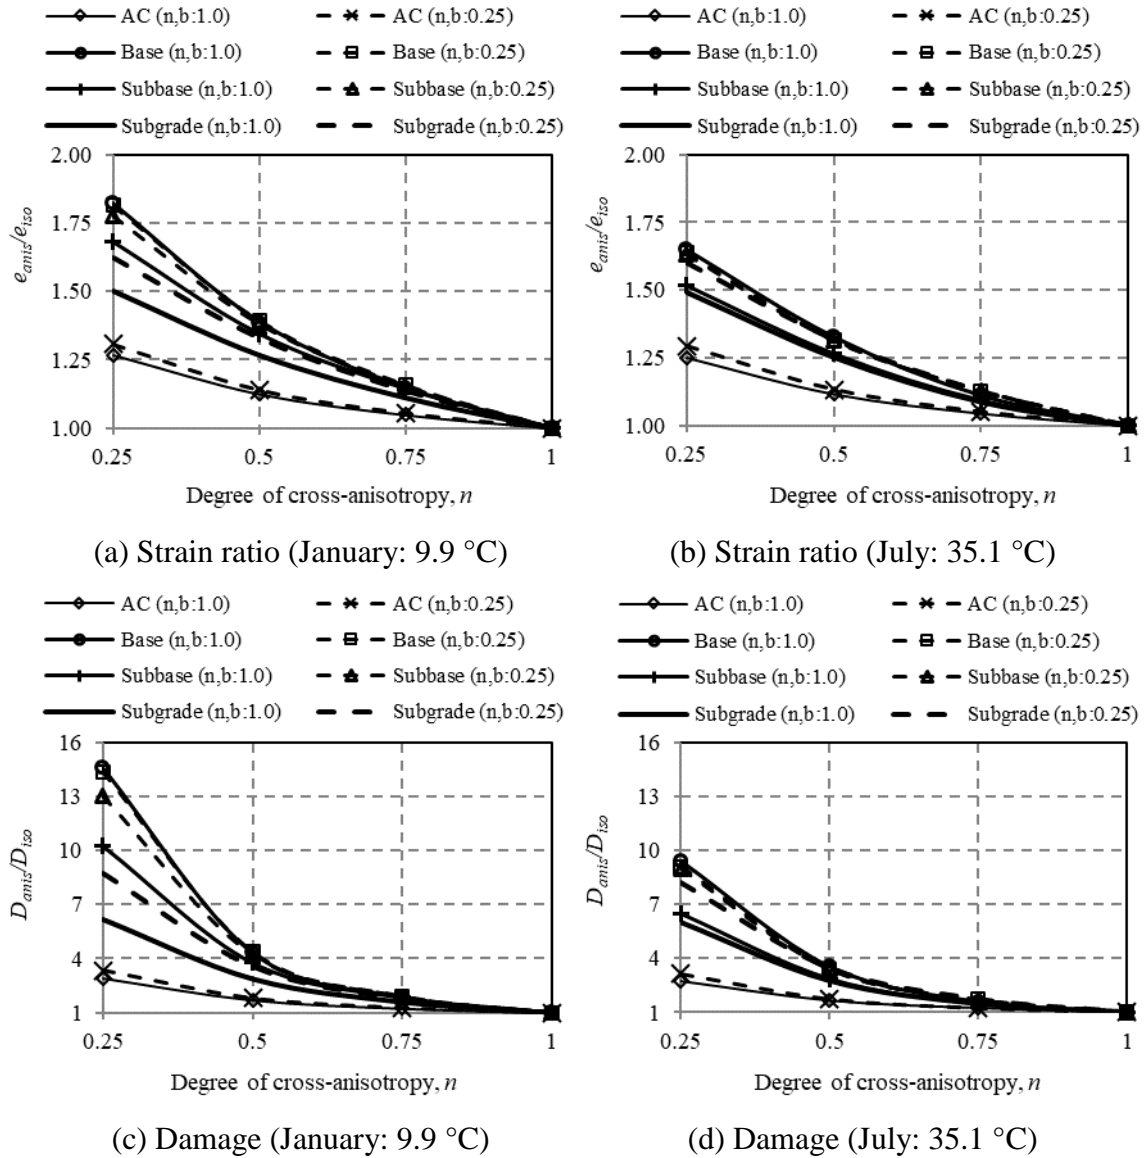 AC (n,b:1.0) AC (n,b:0.25)
Base (n,b:1.0) Base (n,b:0.25)
Subbase (n,b:1.0) Subbase (n,b:0.25)
Subgrade (n,b:1.0) Subgrade (n,b:0.25)
2.00
1.75
1.50
1.25
1.00
e_anis/e_iso
0.25 0.5 0.75 1
Degree of cross-anisotropy, n
(a) Strain ratio (January: 9.9 °C)
AC (n,b:1.0) AC (n,b:0.25)
Base (n,b:1.0) Base (n,b:0.25)
Subbase (n,b:1.0) Subbase (n,b:0.25)
Subgrade (n,b:1.0) Subgrade (n,b:0.25)
2.00
1.75
1.50
1.25
1.00
e_anis/e_iso
0.25 0.5 0.75 1
Degree of cross-anisotropy, n
(b) Strain ratio (July: 35.1 °C)
AC (n,b:1.0) AC (n,b:0.25)
Base (n,b:1.0) Base (n,b:0.25)
Subbase (n,b:1.0) Subbase (n,b:0.25)
Subgrade (n,b:1.0) Subgrade (n,b:0.25)
16
13
10
7
4
1
D_anis/D_iso
0.25 0.5 0.75 1
Degree of cross-anisotropy, n
(c) Damage (January: 9.9 °C)
AC (n,b:1.0) AC (n,b:0.25)
Base (n,b:1.0) Base (n,b:0.25)
Subbase (n,b:1.0) Subbase (n,b:0.25)
Subgrade (n,b:1.0) Subgrade (n,b:0.25)
16
13
10
7
4
1
D_anis/D_iso
0.25 0.5 0.75 1
Degree of cross-anisotropy, n
(d) Damage (July: 35.1 °C)